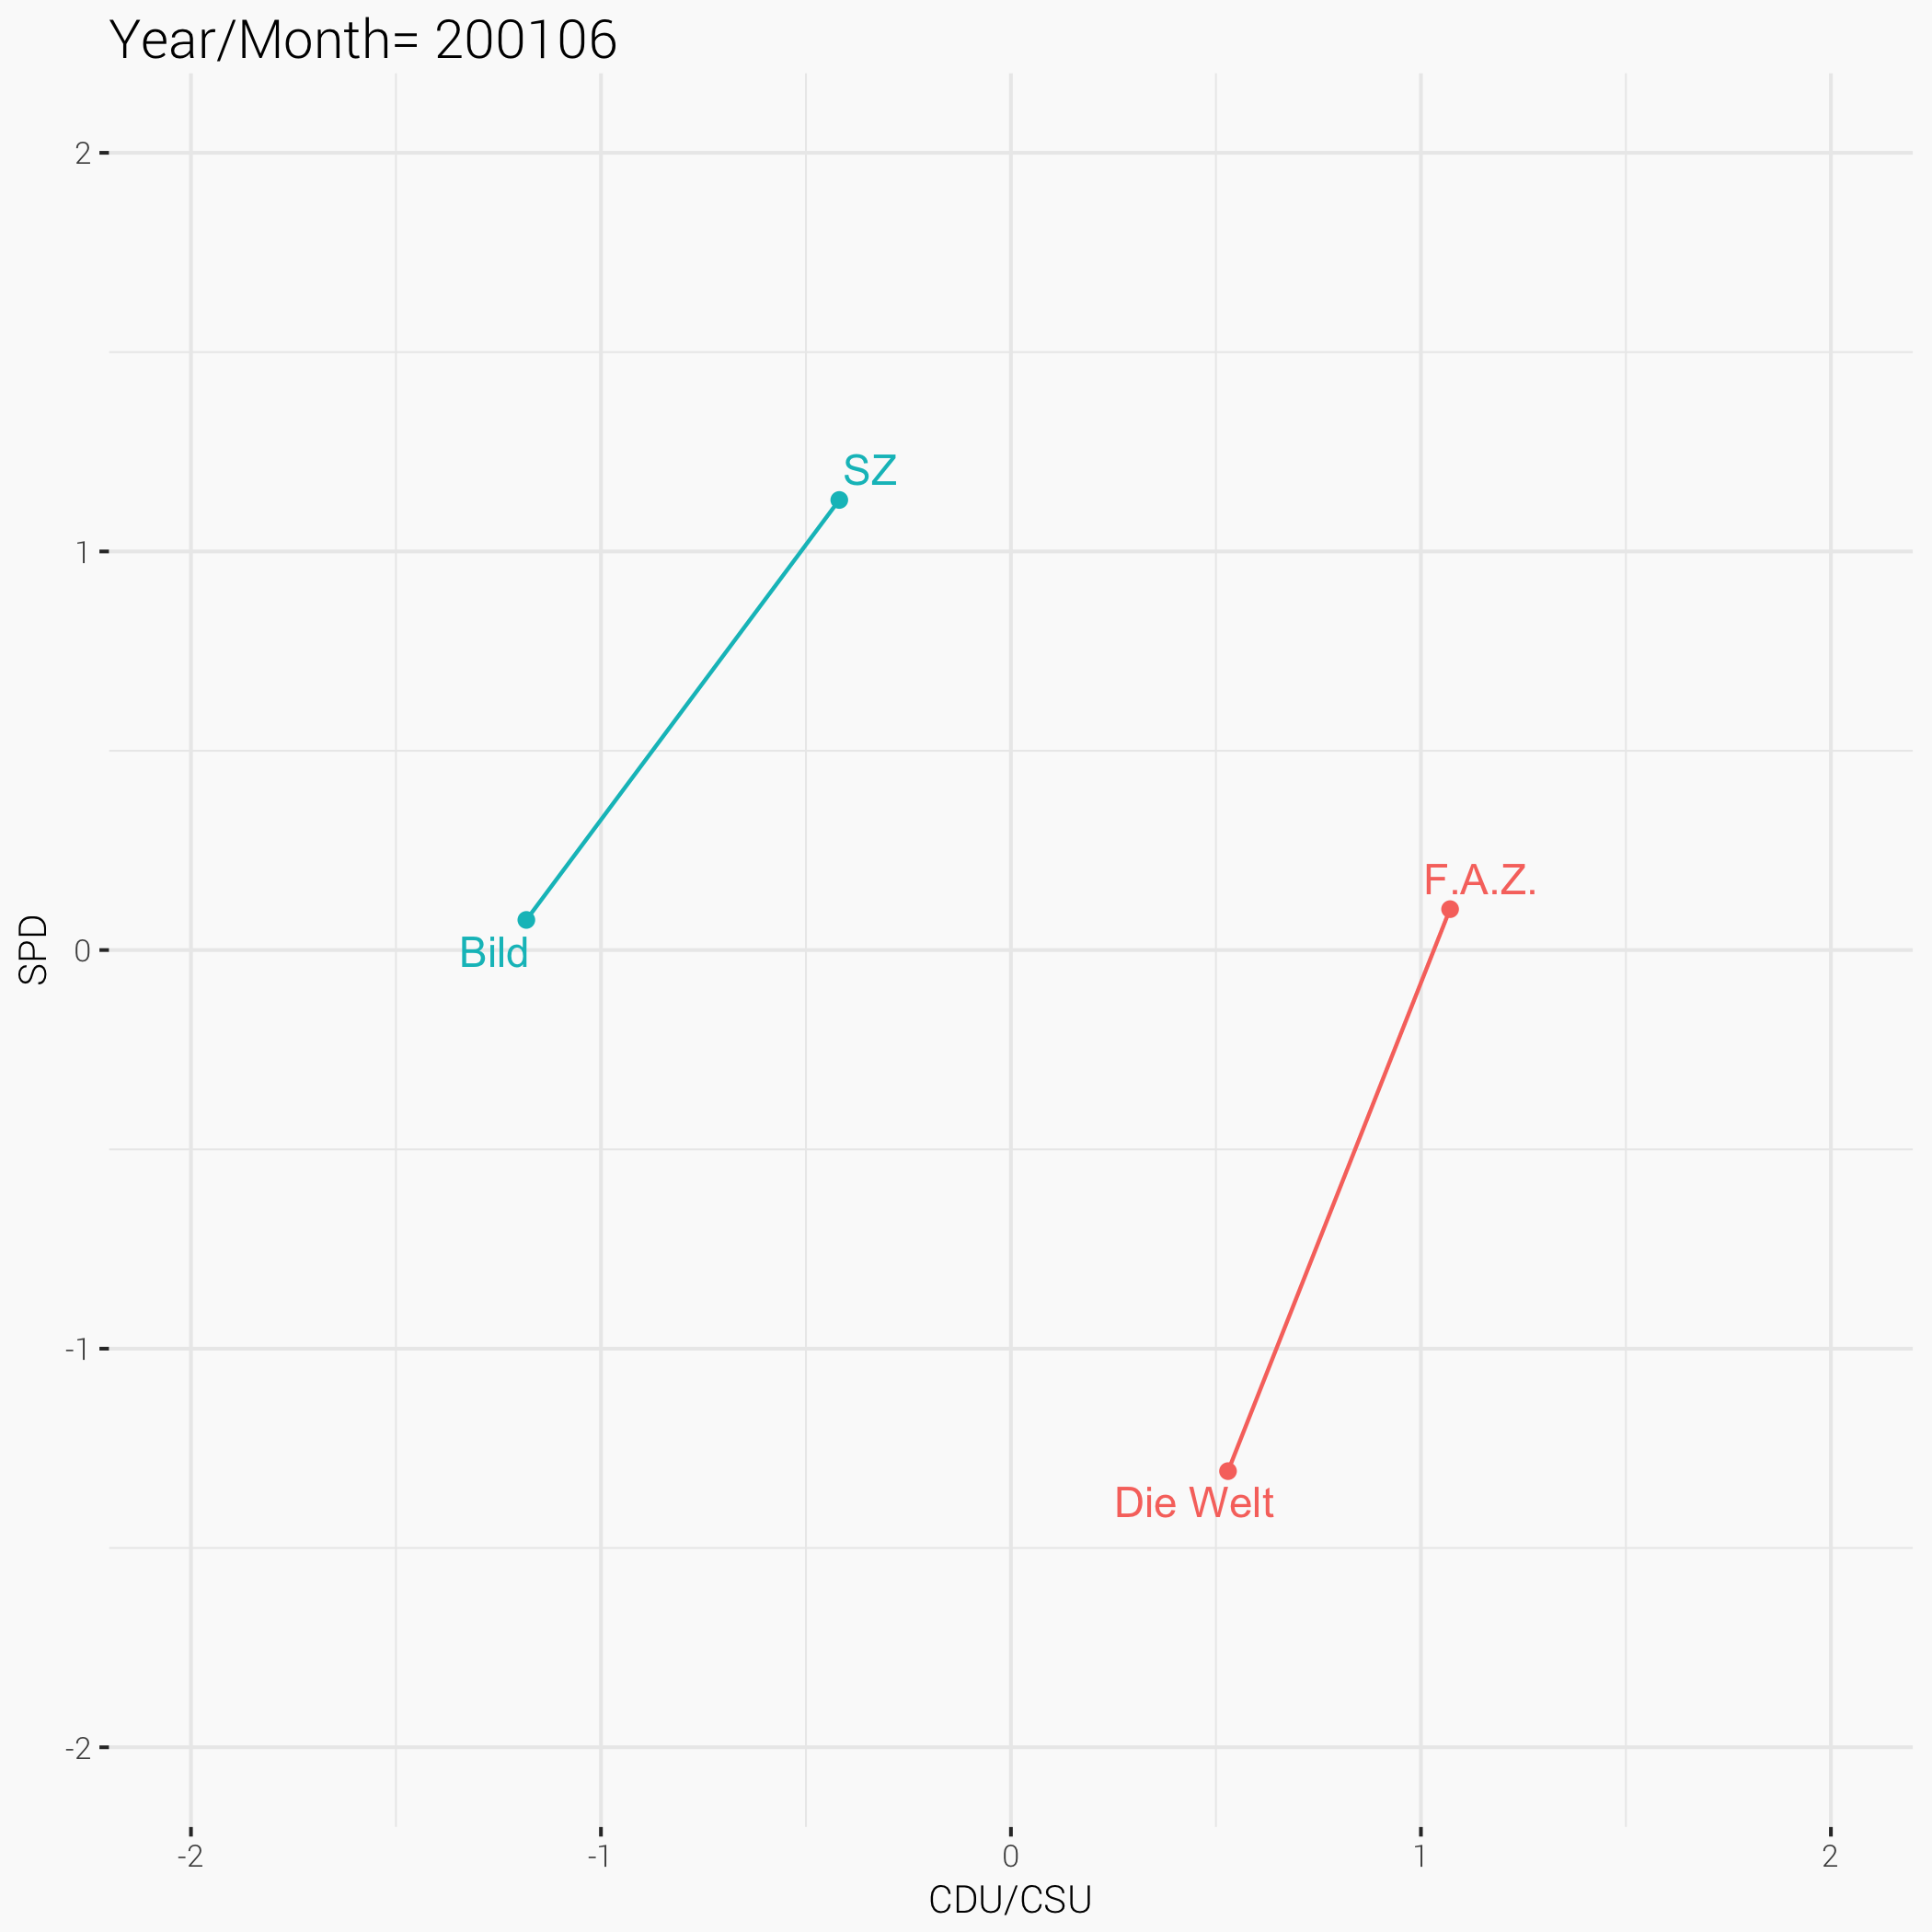 Year/Month= 200106
2
1
0
-1
-2
SPD
SZ
Bild
F.A.Z.
Die Welt
-2
-1
0
1
2
CDU/CSU